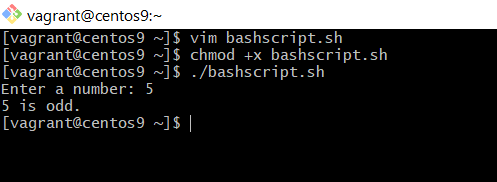 vagrant@centos9:~
[vagrant@centos9 ~]$ vim bashscript.sh
[vagrant@centos9 ~]$ chmod +x bashscript.sh
[vagrant@centos9 ~]$ ./bashscript.sh
Enter a number: 5
5 is odd.
[vagrant@centos9 ~]$